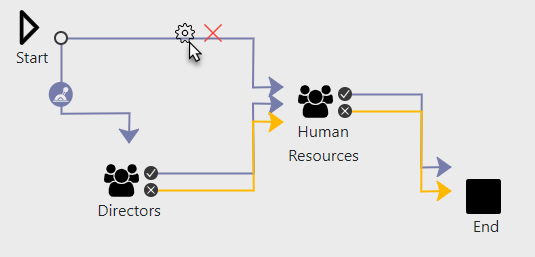 Start
Human
Resources
Directors
End